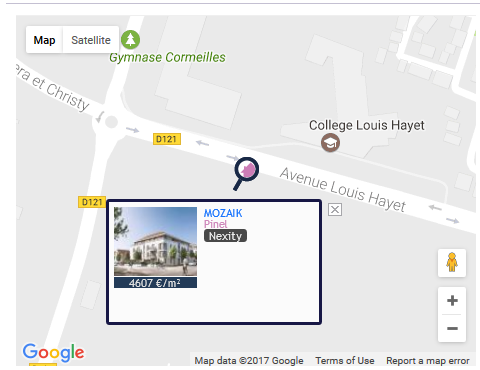 Map Satellite
Gymnase Cormeilles
era et Christy
College Louis Hayet
D121
Avenue Louis Hayet
D121
MOZAIK
Pinel
Nexity
4607 €/m²
Google
Map data ©2017 Google Terms of Use Report a map error